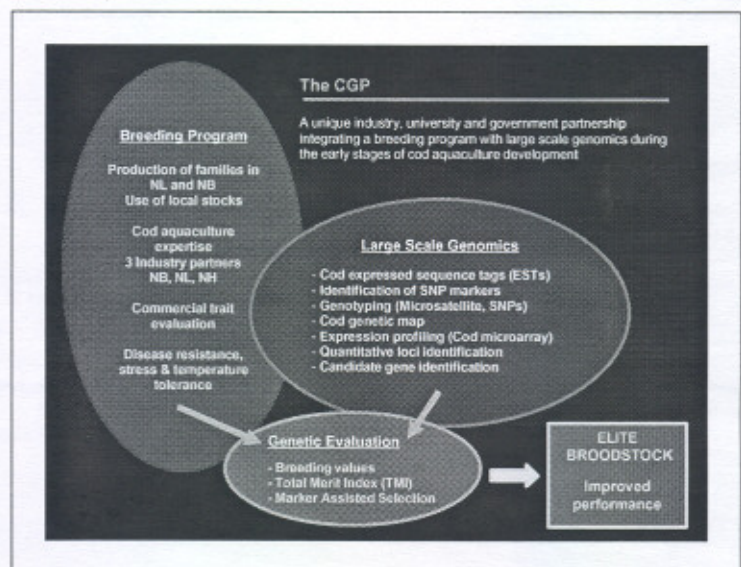 The CGP
A unique industry, university and government partnership
integrating a breeding program with large scale genomics during
the early stages of cod aquaculture development
Breeding Program
Production of families in
NL and NB
Use of local stocks
Cod aquaculture
expertise
3 Industry partners
NB, NL, NH
Commercial trait
evaluation
Disease resistance,
stress & temperature
tolerance
Large Scale Genomics
- Cod expressed sequence tags (ESTs)
- Identification of SNP markers
- Genotyping (Microsatellite, SNPs)
- Cod genetic map
- Expression profiling (Cod microarray)
- Quantitative loci identification
- Candidate gene identification
Genetic Evaluation
- Breeding values
- Total Merit Index (TMI)
- Marker Assisted Selection
ELITE
BROODSTOCK
Improved
performance